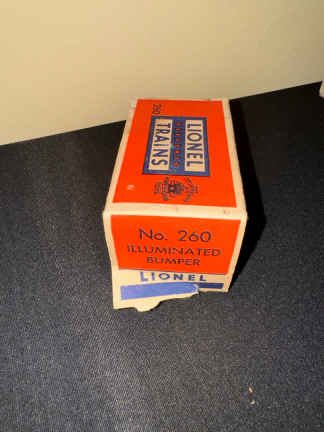 260
LIONEL
TRAINS
No. 260
ILLUMINATED
BUMPER
LIONEL